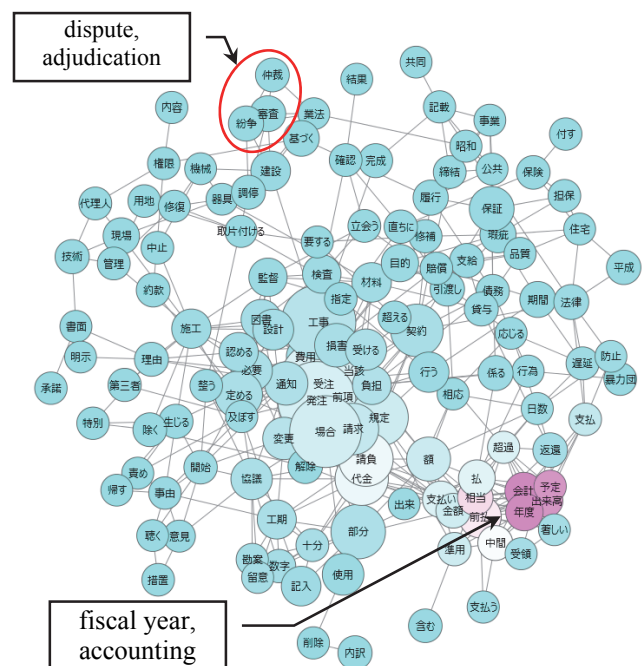 dispute,
adjudication
仲裁
結果
共同
内容
審査
業法
記載
事業
紛争
基づく
昭和
付す
権限
機械
建設
確認
完成
締結
公共
保険
代理人
用地
修復
器具
調停
履行
担保
保証
現場
取片付ける
立会う
直ちに
修補
瑕疵
住宅
技術
管理
中止
要する
目的
賠償
支給
品質
平成
約款
監督
検査
材料
引渡し
債務
期間
法律
指定
貸与
書面
施工
図書
設計
工事
超える
契約
応じる
明示
理由
認める
費用
損害
受ける
遅延
防止
承諾
第三者
整う
必要
通知
当該
負担
行う
相応
係る
行為
暴力団
定める
受注
発注
前項
日数
特別
除く
生じる
及ぼす
規定
支払
変更
場合
請求
超過
返還
責め
開始
協議
解除
請負
額
払
帰す
事由
代金
出来
支払い
相当
会計
予定
金額
前払
年度
出来高
聴く
意見
工期
十分
部分
準用
中間
著しい
勘案
受領
措置
留意
数字
記入
使用
含む
支払う
fiscal year,
accounting
削除
内訳